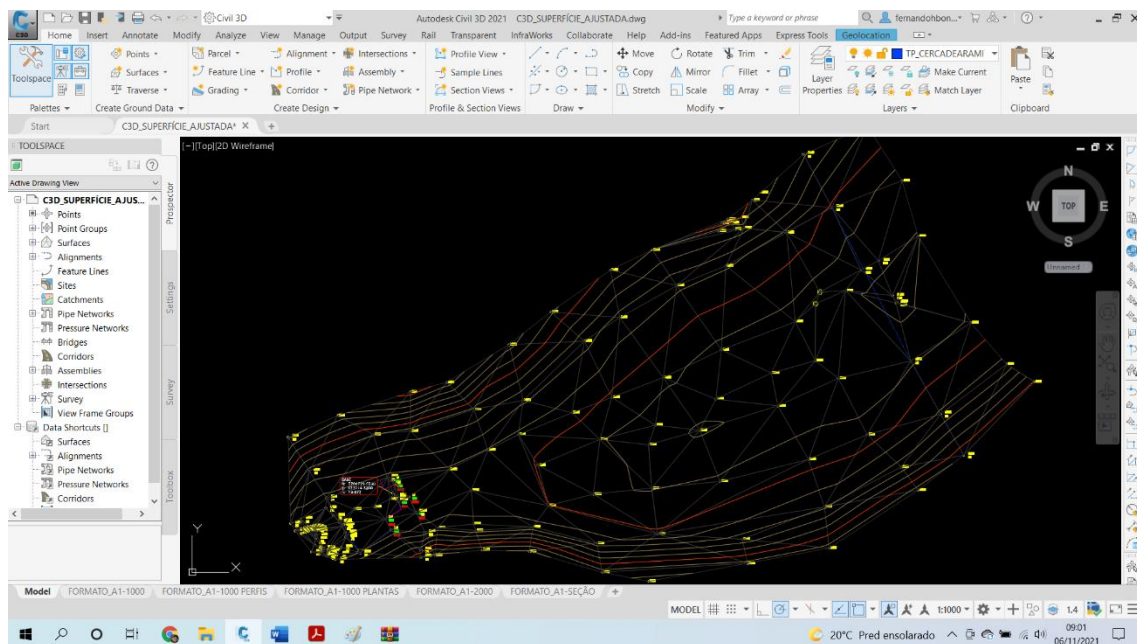 C3D
Civil 3D
Autodesk Civil 3D 2021 C3D_SUPERFÍCIE_AJUSTADA.dwg
Type a keyword or phrase
fernandohbon...
Home Insert Annotate Modify Analyze View Manage Output Survey Rail Transparent InfraWorks Collaborate Help Add-ins Featured Apps Express Tools Geolocation
Toolspace
Points
Surfaces
Traverse
Parcel
Feature Line
Grading
Alignment
Profile
Corridor
Intersections
Assembly
Pipe Network
Profile View
Sample Lines
Section Views
Move
Copy
Stretch
Rotate
Mirror
Scale
Trim
Fillet
Array
Layer
Properties
TP_CERCADEARAMI
Make Current
Match Layer
Paste
Palettes Create Ground Data Create Design Profile & Section Views Draw Modify Layers Clipboard
Start C3D_SUPERFÍCIE_AJUSTADA*
TOOLSPACE
Active Drawing View
C3D_SUPERFÍCIE_AJUS...
Points
Point Groups
Surfaces
Alignments
Feature Lines
Sites
Catchments
Pipe Networks
Pressure Networks
Bridges
Corridors
Assemblies
Intersections
Survey
View Frame Groups
Data Shortcuts []
Surfaces
Alignments
Pipe Networks
Pressure Networks
Corridors
Prospector
Settings
Survey
Toolbox
[−][Top][2D Wireframe]
N
W TOP E
S
Unnamed
Y
X
Model FORMATO_A1-1000 FORMATO_A1-1000 PERFIS FORMATO_A1-1000 PLANTAS FORMATO_A1-2000 FORMATO_A1-SEÇÃO
MODEL 1:1000 1.4
20°C Pred ensolarado
09:01
06/11/2021